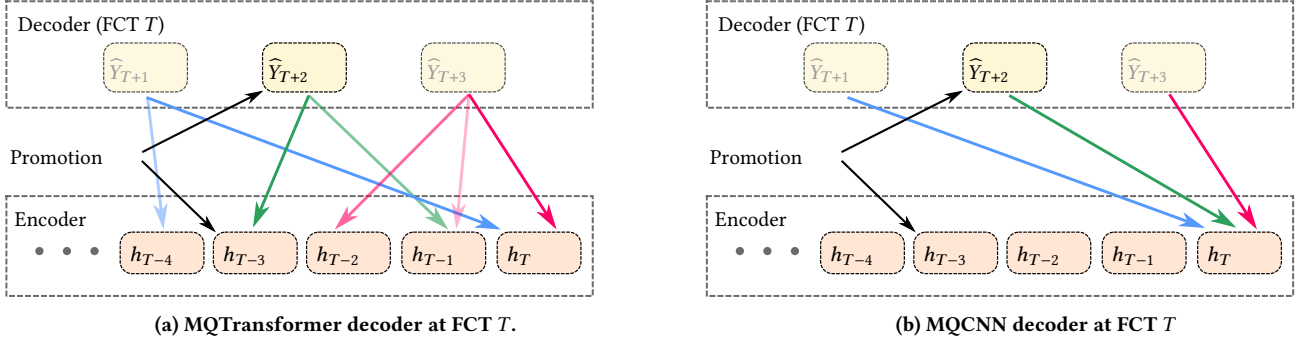 Decoder (FCT T)
Ŷ_{T+1}
Ŷ_{T+2}
Ŷ_{T+3}
Promotion
Encoder
h_{T−4}
h_{T−3}
h_{T−2}
h_{T−1}
h_T
(a) MQTransformer decoder at FCT T.
Decoder (FCT T)
Ŷ_{T+1}
Ŷ_{T+2}
Ŷ_{T+3}
Promotion
Encoder
h_{T−4}
h_{T−3}
h_{T−2}
h_{T−1}
h_T
(b) MQCNN decoder at FCT T